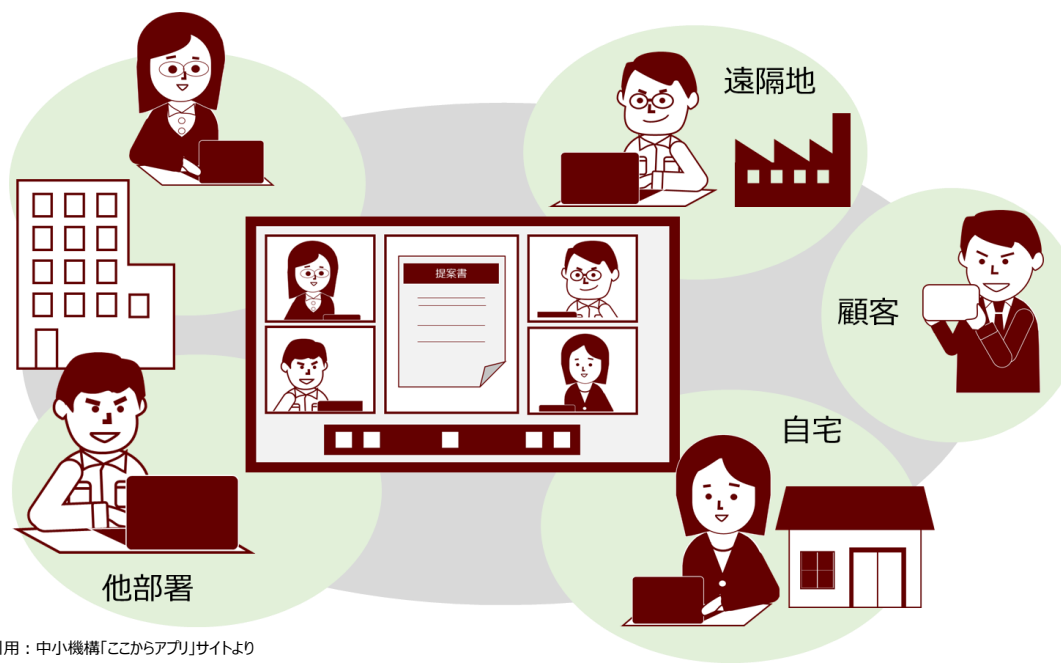 遠隔地
提案書
顧客
自宅
他部署
用：中小機構「ここからアプリ」サイトより